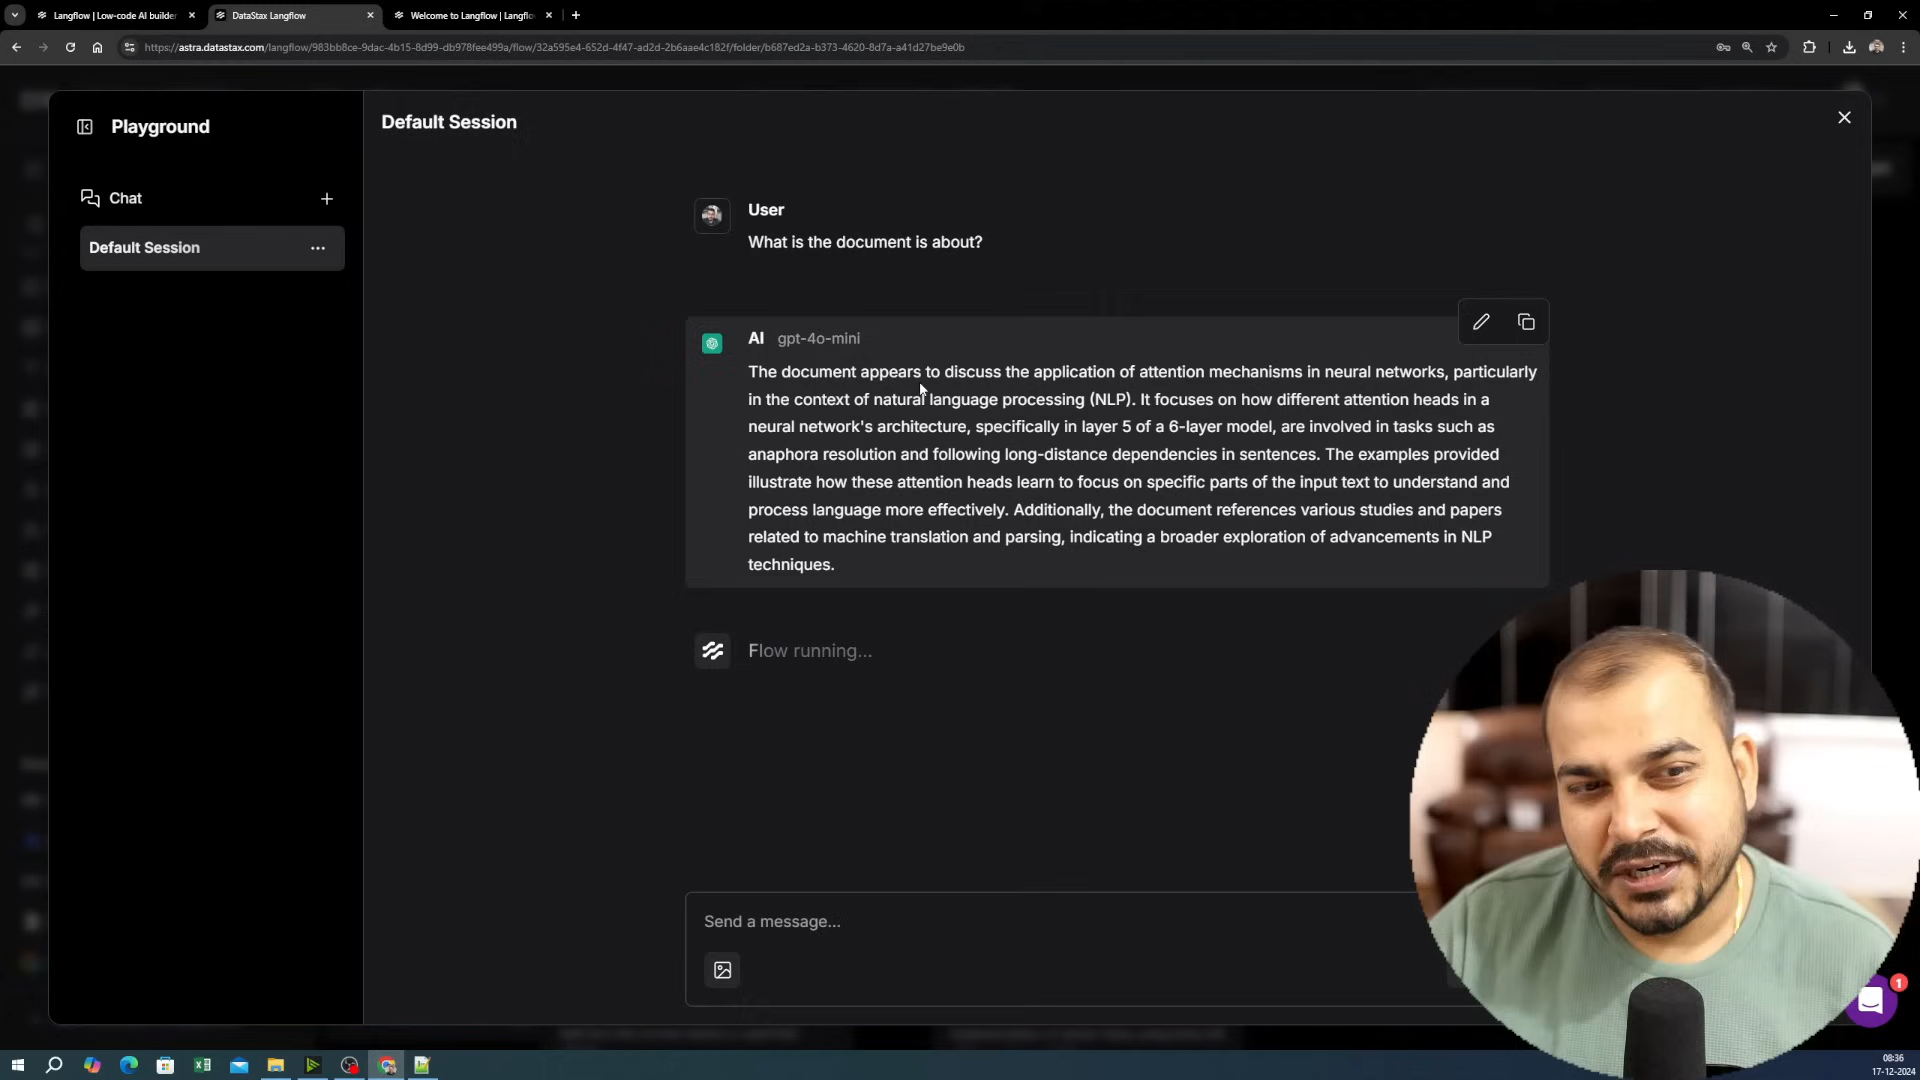 Langflow | Low-code AI builder
DataStax Langflow
Welcome to Langflow | Langflo
https://astra.datastax.com/langflow/983bb8ce-9dac-4b15-8d99-db978fee499a/flow/32a595e4-652d-4f47-ad2d-2b6aae4c182f/folder/b687ed2a-b373-4620-8d7a-a41d27be9e0b
Playground
Default Session
Chat
Default Session
User
What is the document is about?
AI gpt-4o-mini
The document appears to discuss the application of attention mechanisms in neural networks, particularly
in the context of natural language processing (NLP). It focuses on how different attention heads in a
neural network's architecture, specifically in layer 5 of a 6-layer model, are involved in tasks such as
anaphora resolution and following long-distance dependencies in sentences. The examples provided
illustrate how these attention heads learn to focus on specific parts of the input text to understand and
process language more effectively. Additionally, the document references various studies and papers
related to machine translation and parsing, indicating a broader exploration of advancements in NLP
techniques.
Flow running...
Send a message...
1
08:36
17-12-2024